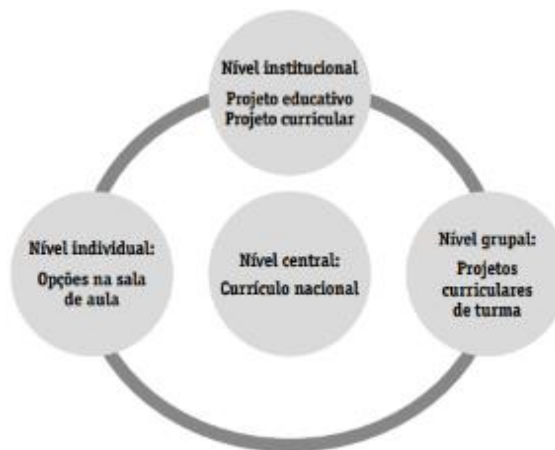 Nível institucional
Projeto educativo
Projeto curricular
Nível individual:
Opções na sala
de aula
Nível central:
Currículo nacional
Nível grupal:
Projetos
curriculares
de turma